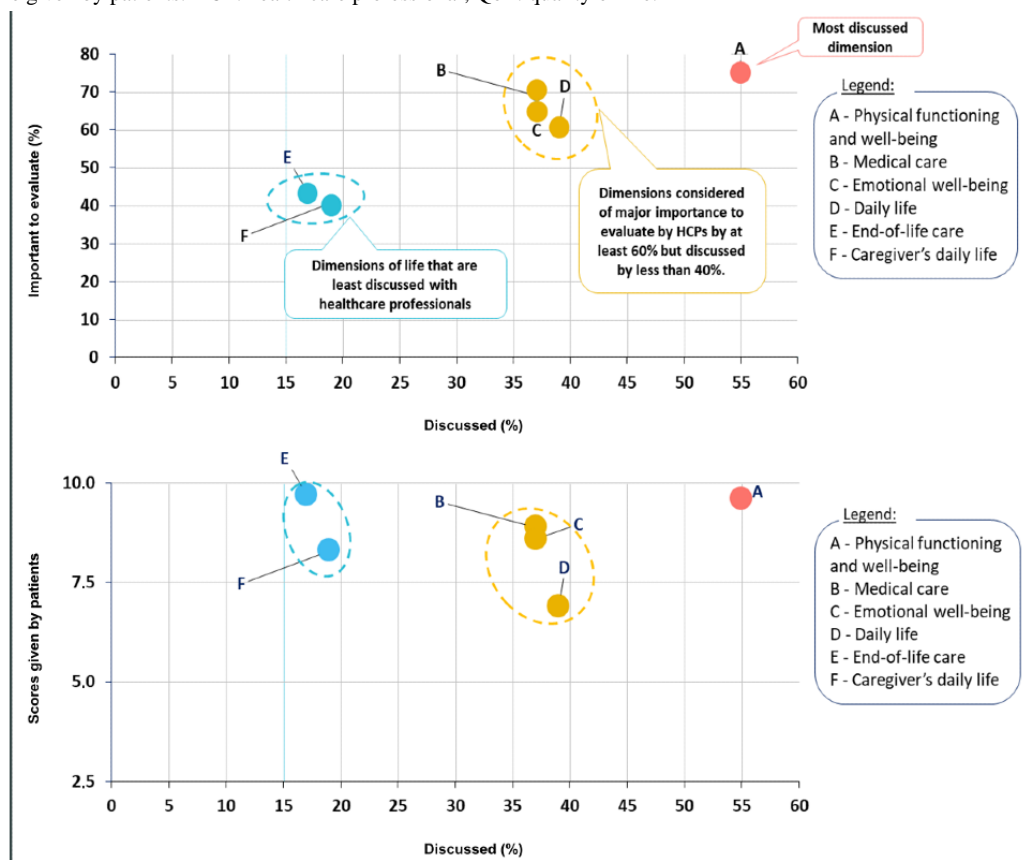 given by patients. HCP: healthcare professional; QoL: quality of life.
Most discussed
dimension
A
B
D
C
E
F
80
70
60
50
40
30
20
10
0
Important to evaluate (%)
Dimensions of life that are
least discussed with
healthcare professionals
Dimensions considered
of major importance to
evaluate by HCPs by at
least 60% but discussed
by less than 40%.
0 5 10 15 20 25 30 35 40 45 50 55 60
Discussed (%)
Legend:
A - Physical functioning
and well-being
B - Medical care
C - Emotional well-being
D - Daily life
E - End-of-life care
F - Caregiver's daily life
E
B
C
A
D
F
10.0
7.5
5.0
2.5
Scores given by patients
0 5 10 15 20 25 30 35 40 45 50 55 60
Discussed (%)
Legend:
A - Physical functioning
and well-being
B - Medical care
C - Emotional well-being
D - Daily life
E - End-of-life care
F - Caregiver's daily life